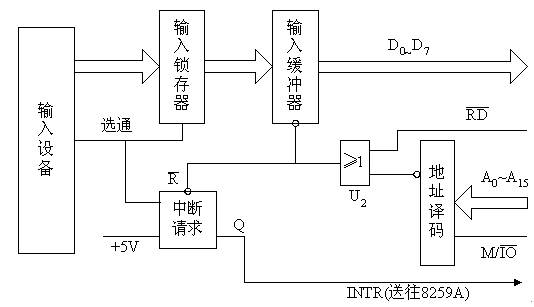 输入设备
输入锁存器
输入缓冲器
D₀~D₇
选通
R̅
中断
请求
+5V
Q
≥1
U₂
R̅D̅
地址译码
A₀~A₁₅
M/I̅O̅
INTR(送往8259A)